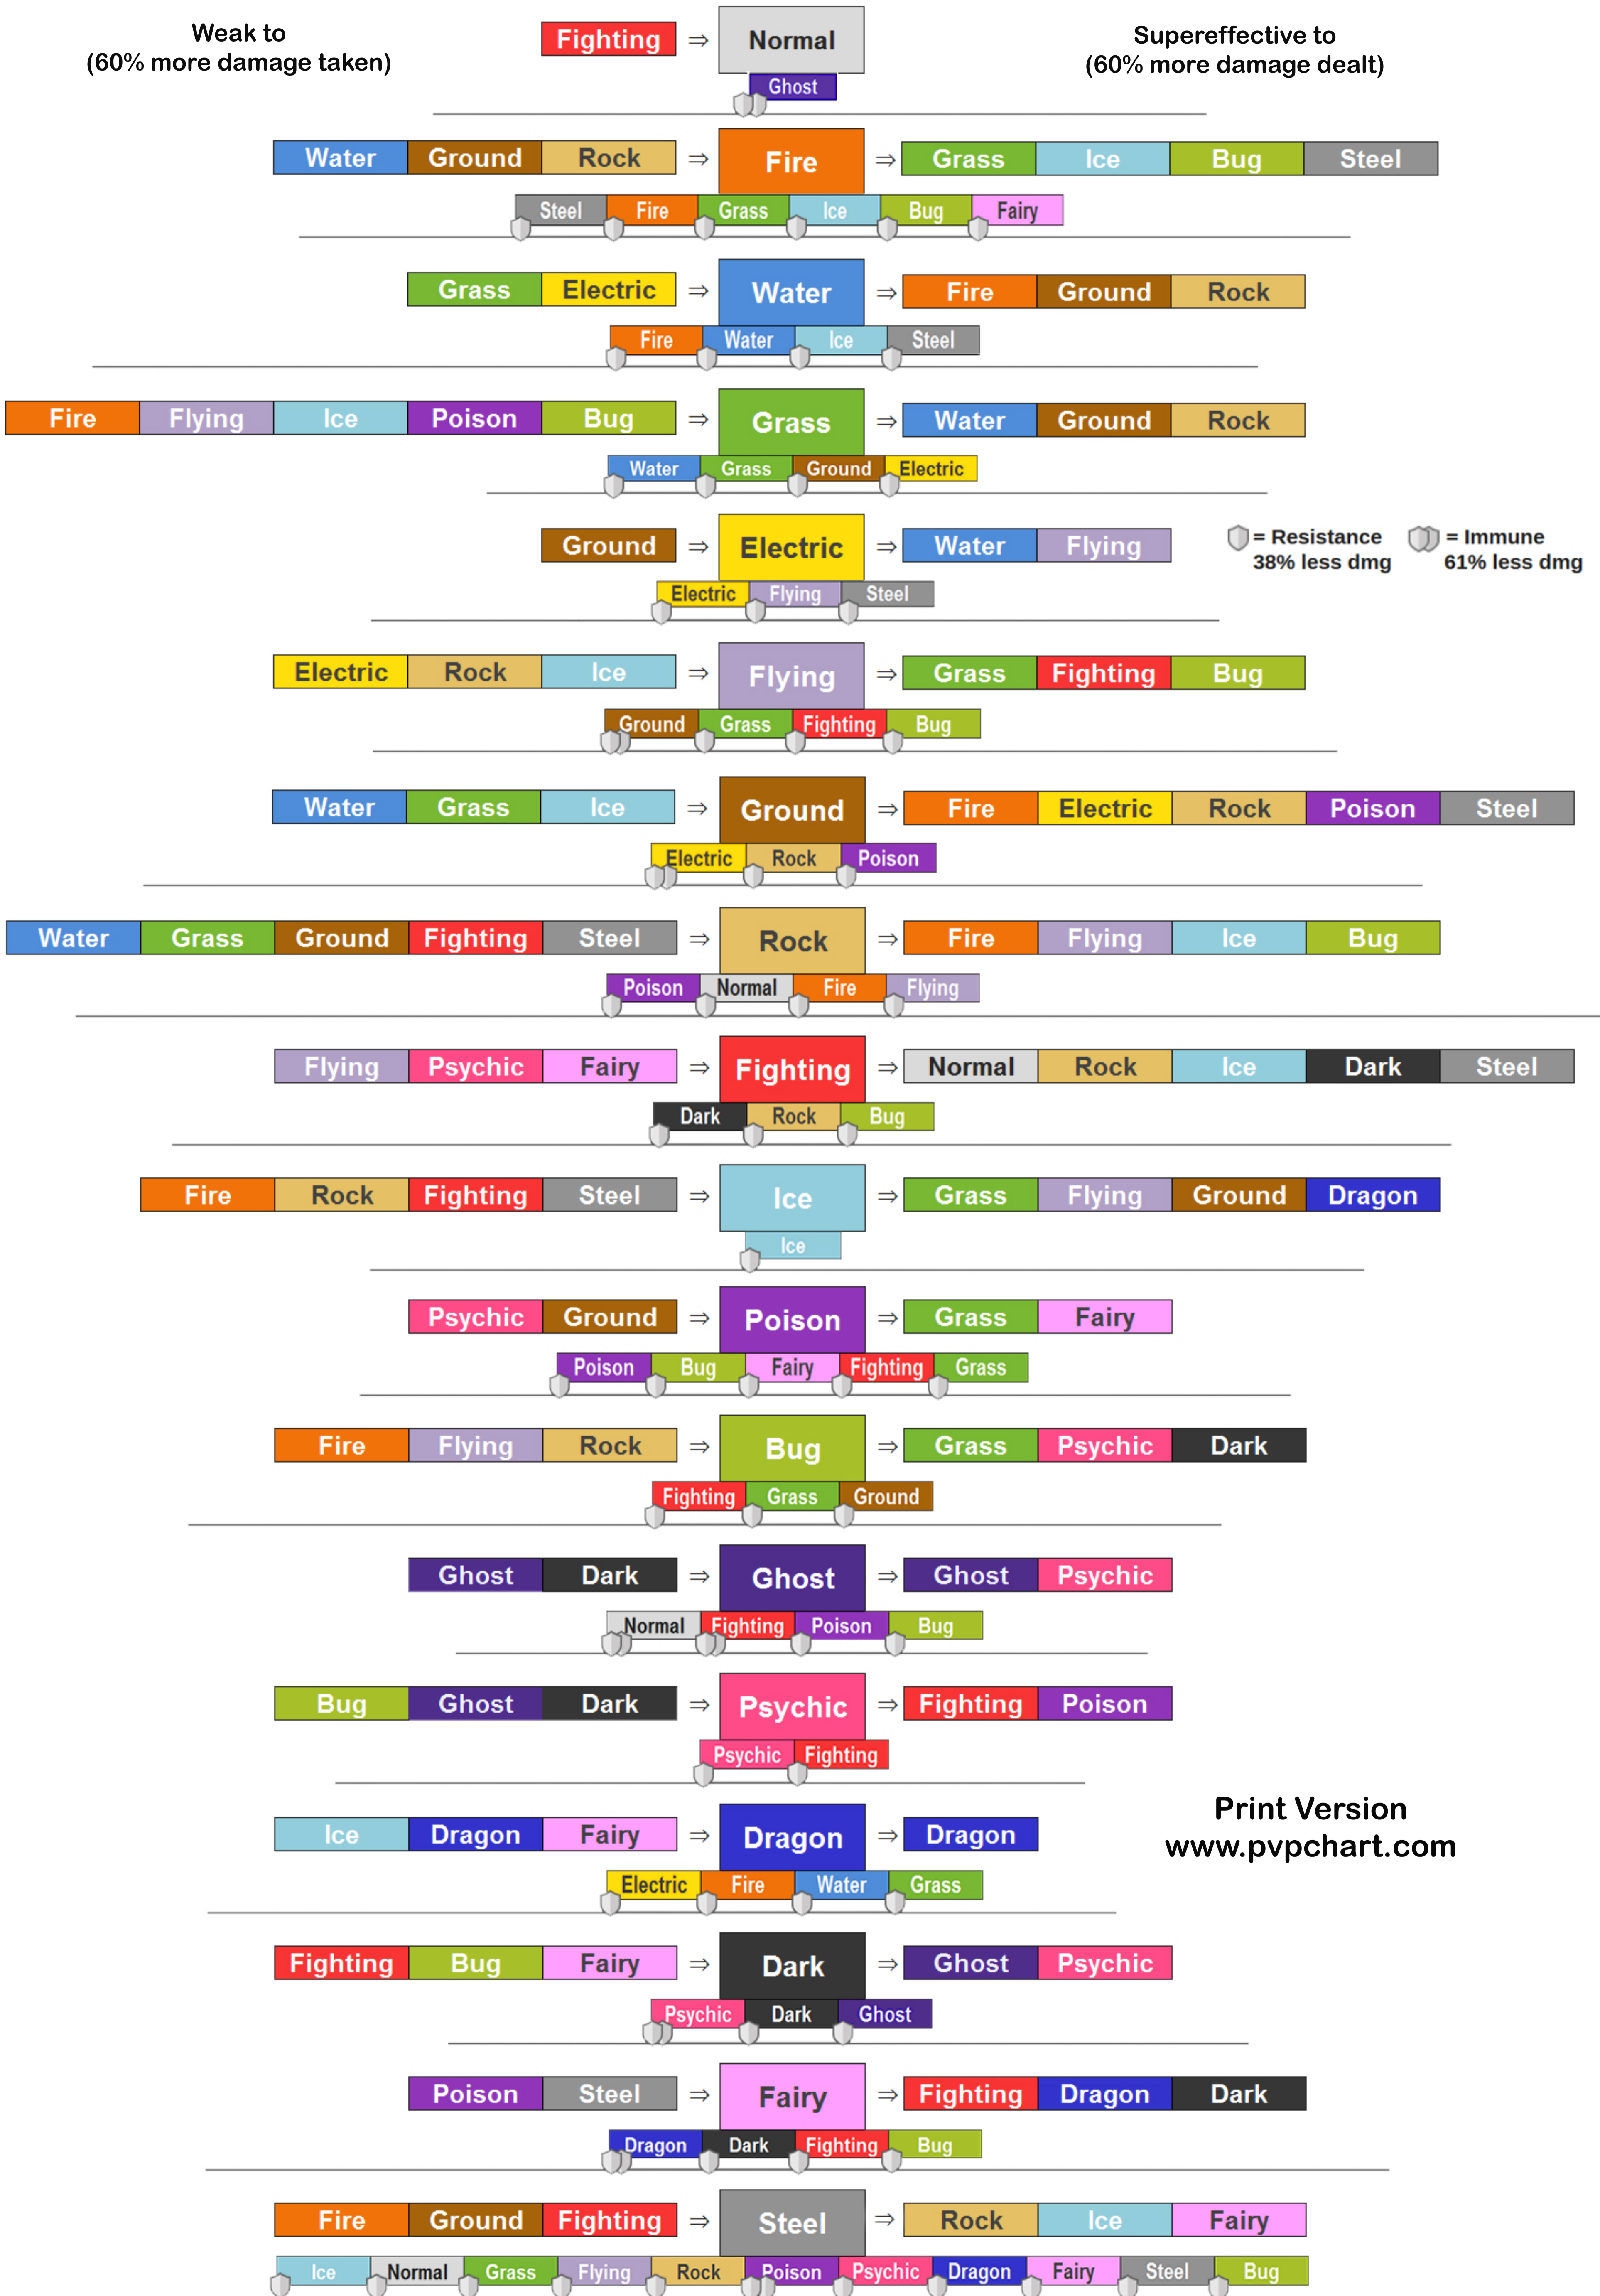 Weak to
(60% more damage taken)
Fighting ⇒ Normal
Supereffective to
(60% more damage dealt)
Ghost
Water Ground Rock ⇒ Fire ⇒ Grass Ice Bug Steel
Steel Fire Grass Ice Bug Fairy
Grass Electric ⇒ Water ⇒ Fire Ground Rock
Fire Water Ice Steel
Fire Flying Ice Poison Bug ⇒ Grass ⇒ Water Ground Rock
Water Grass Ground Electric
Ground ⇒ Electric ⇒ Water Flying
= Resistance
38% less dmg
= Immune
61% less dmg
Electric Flying Steel
Electric Rock Ice ⇒ Flying ⇒ Grass Fighting Bug
Ground Grass Fighting Bug
Water Grass Ice ⇒ Ground ⇒ Fire Electric Rock Poison Steel
Electric Rock Poison
Water Grass Ground Fighting Steel ⇒ Rock ⇒ Fire Flying Ice Bug
Poison Normal Fire Flying
Flying Psychic Fairy ⇒ Fighting ⇒ Normal Rock Ice Dark Steel
Dark Rock Bug
Fire Rock Fighting Steel ⇒ Ice ⇒ Grass Flying Ground Dragon
Ice
Psychic Ground ⇒ Poison ⇒ Grass Fairy
Poison Bug Fairy Fighting Grass
Fire Flying Rock ⇒ Bug ⇒ Grass Psychic Dark
Fighting Grass Ground
Ghost Dark ⇒ Ghost ⇒ Ghost Psychic
Normal Fighting Poison Bug
Bug Ghost Dark ⇒ Psychic ⇒ Fighting Poison
Psychic Fighting
Print Version
www.pvpchart.com
Ice Dragon Fairy ⇒ Dragon ⇒ Dragon
Electric Fire Water Grass
Fighting Bug Fairy ⇒ Dark ⇒ Ghost Psychic
Psychic Dark Ghost
Poison Steel ⇒ Fairy ⇒ Fighting Dragon Dark
Dragon Dark Fighting Bug
Fire Ground Fighting ⇒ Steel ⇒ Rock Ice Fairy
Ice Normal Grass Flying Rock Poison Psychic Dragon Fairy Steel Bug